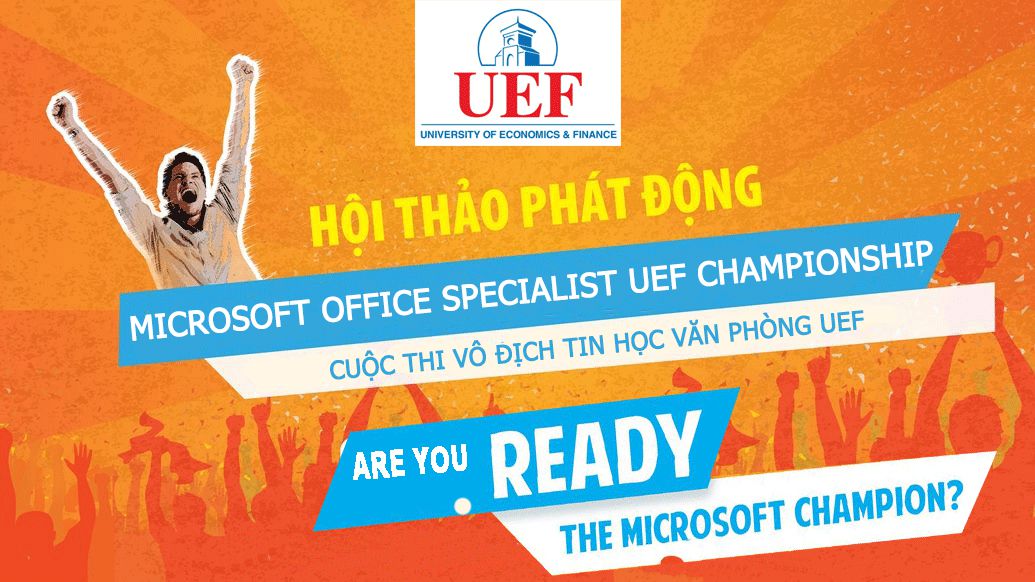 UEF
UNIVERSITY OF ECONOMICS & FINANCE
HỘI THẢO PHÁT ĐỘNG
MICROSOFT OFFICE SPECIALIST UEF CHAMPIONSHIP
CUỘC THI VÔ ĐỊCH TIN HỌC VĂN PHÒNG UEF
ARE YOU READY
THE MICROSOFT CHAMPION?